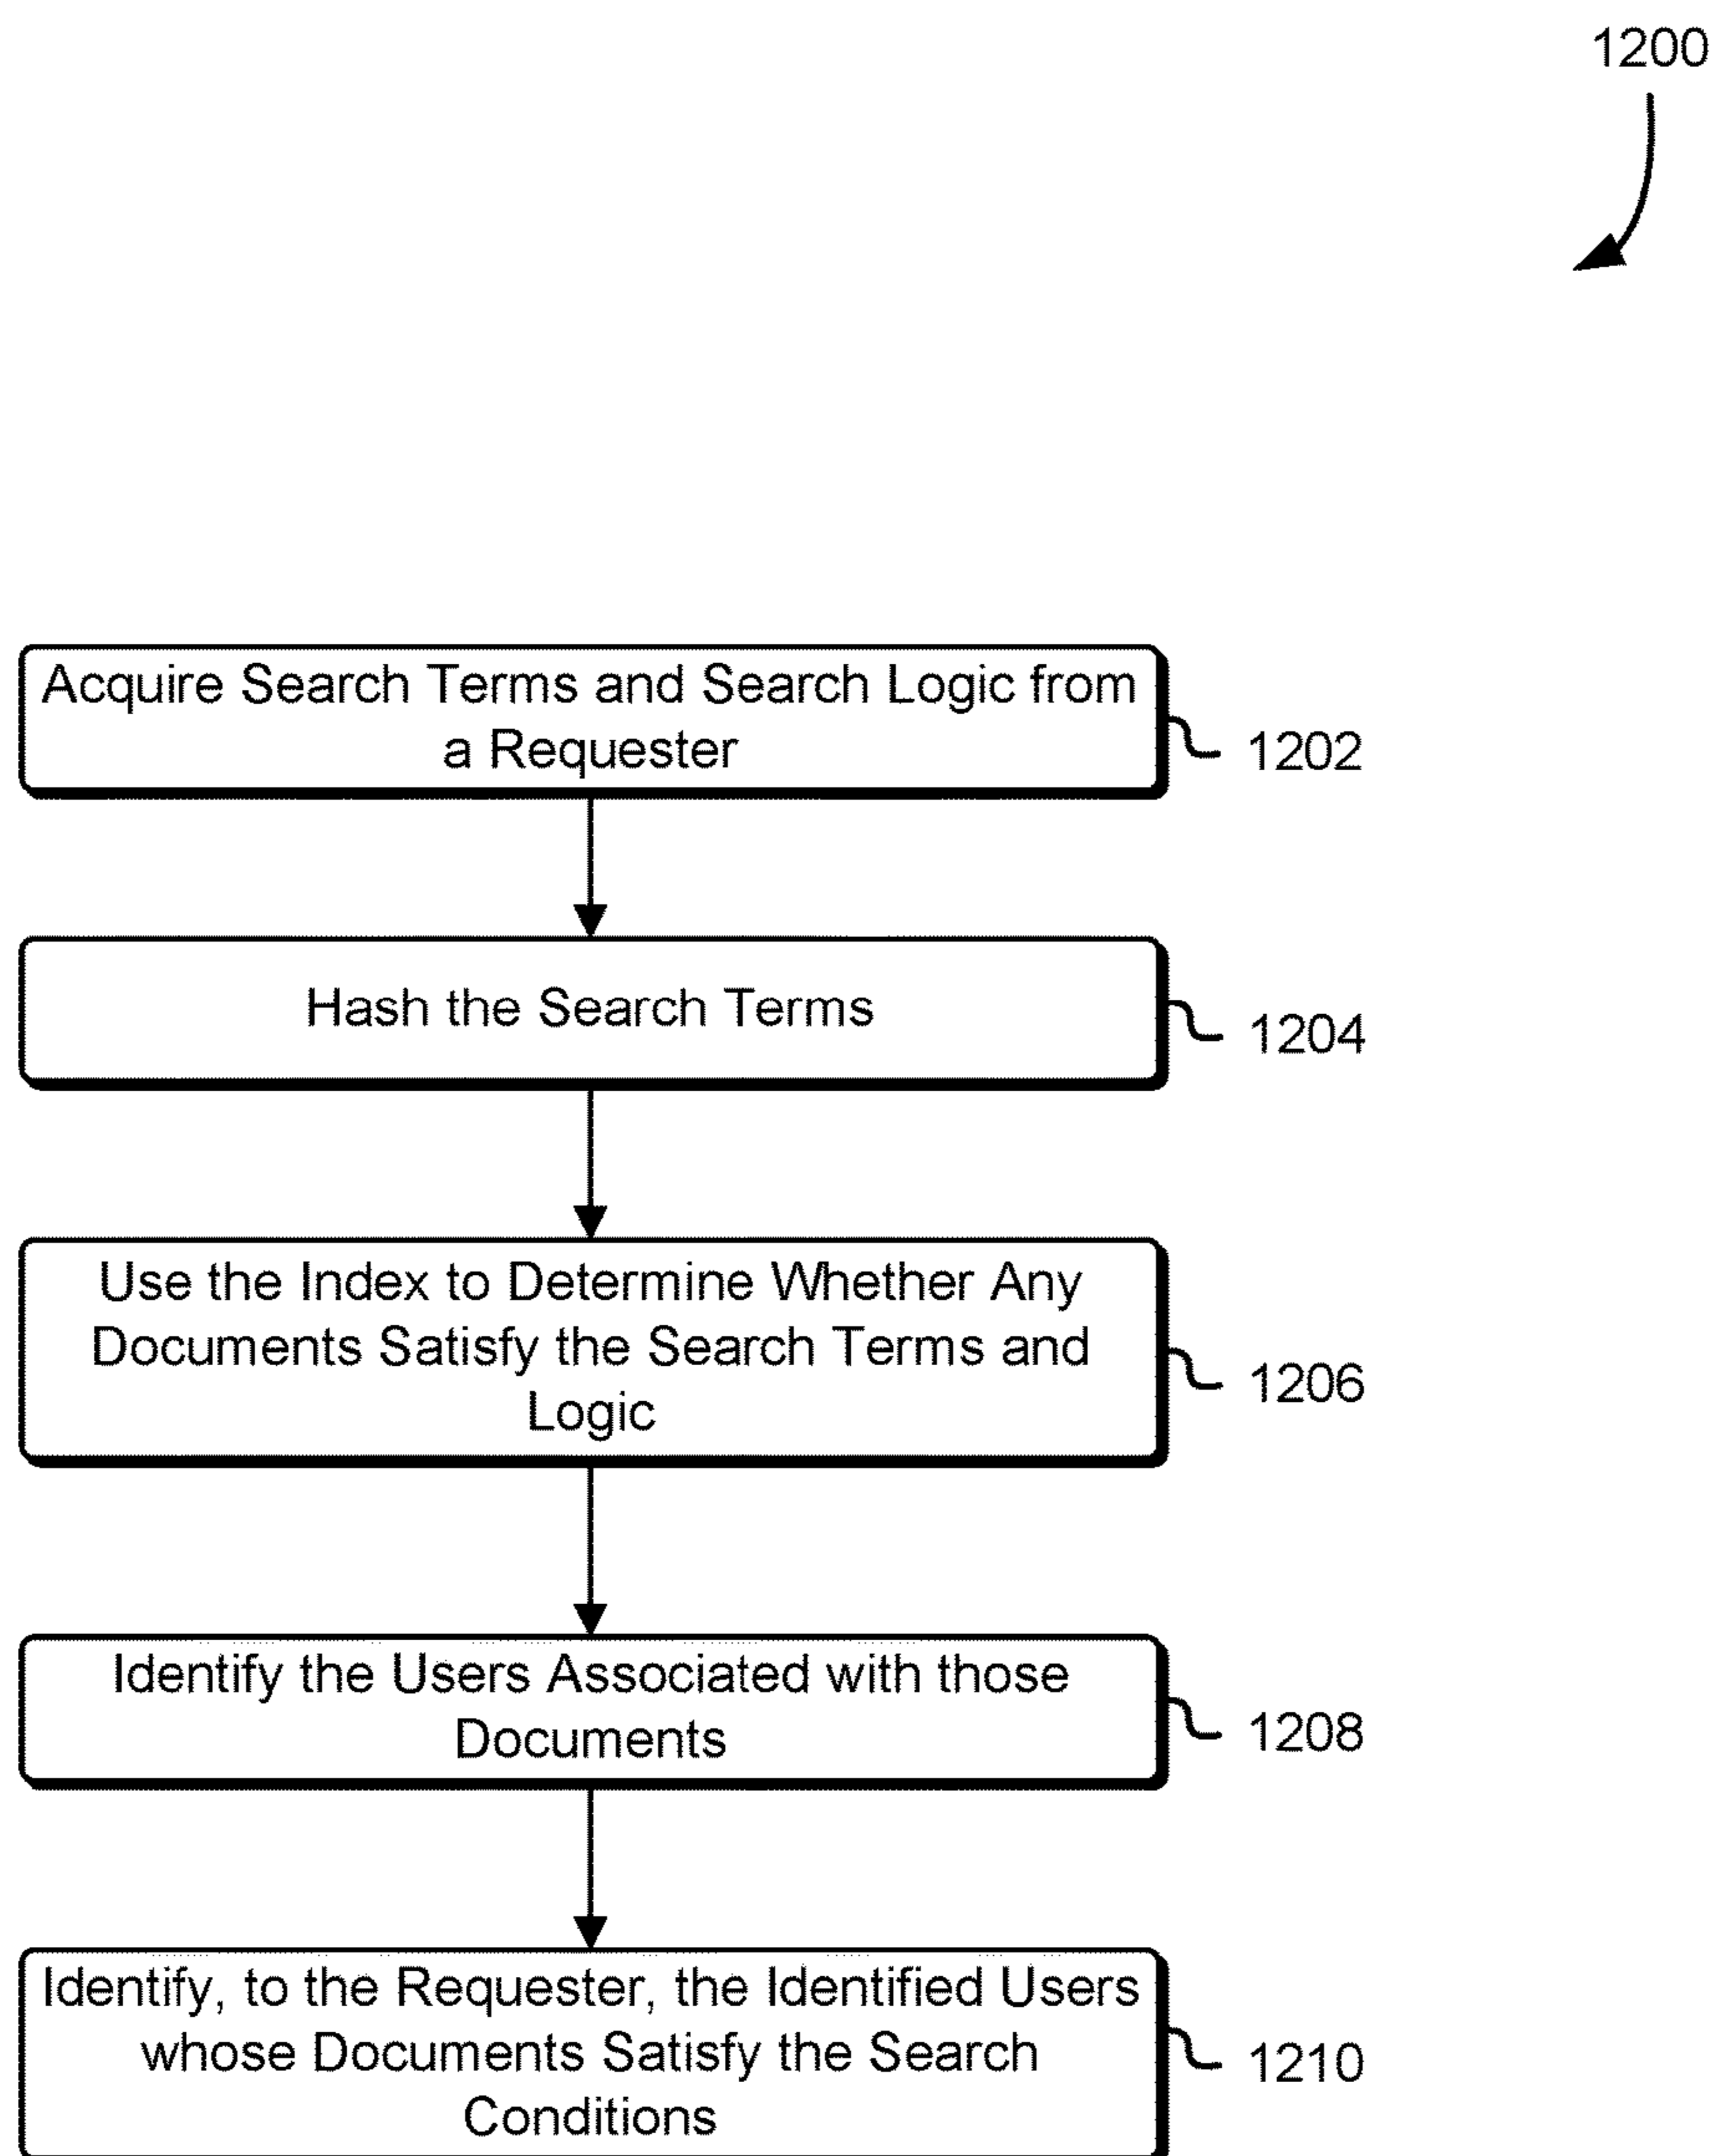 1200
Acquire Search Terms and Search Logic from
a Requester
1202
Hash the Search Terms
1204
Use the Index to Determine Whether Any
Documents Satisfy the Search Terms and
Logic
1206
Identify the Users Associated with those
Documents
1208
Identify, to the Requester, the Identified Users
whose Documents Satisfy the Search
Conditions
1210